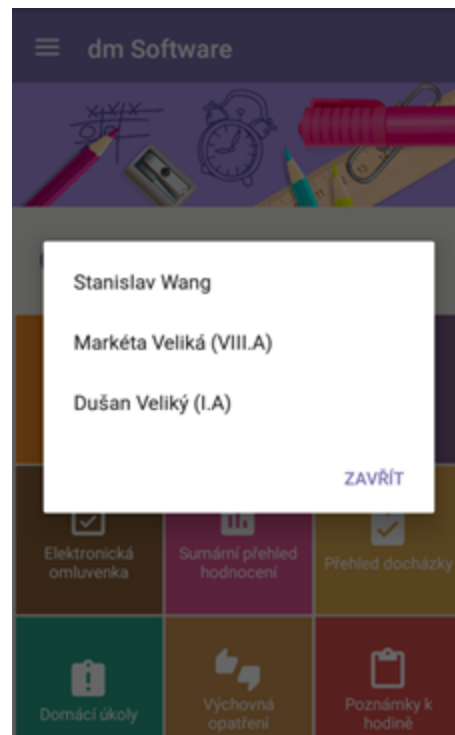 dm Software
Stanislav Wang
Markéta Veliká (VIII.A)
Dušan Veliký (I.A)
ZAVŘÍT
Elektronická
omluvenka
Sumární přehled
hodnocení
Přehled docházky
Domácí úkoly
Výchovná
opatření
Poznámky k
hodině